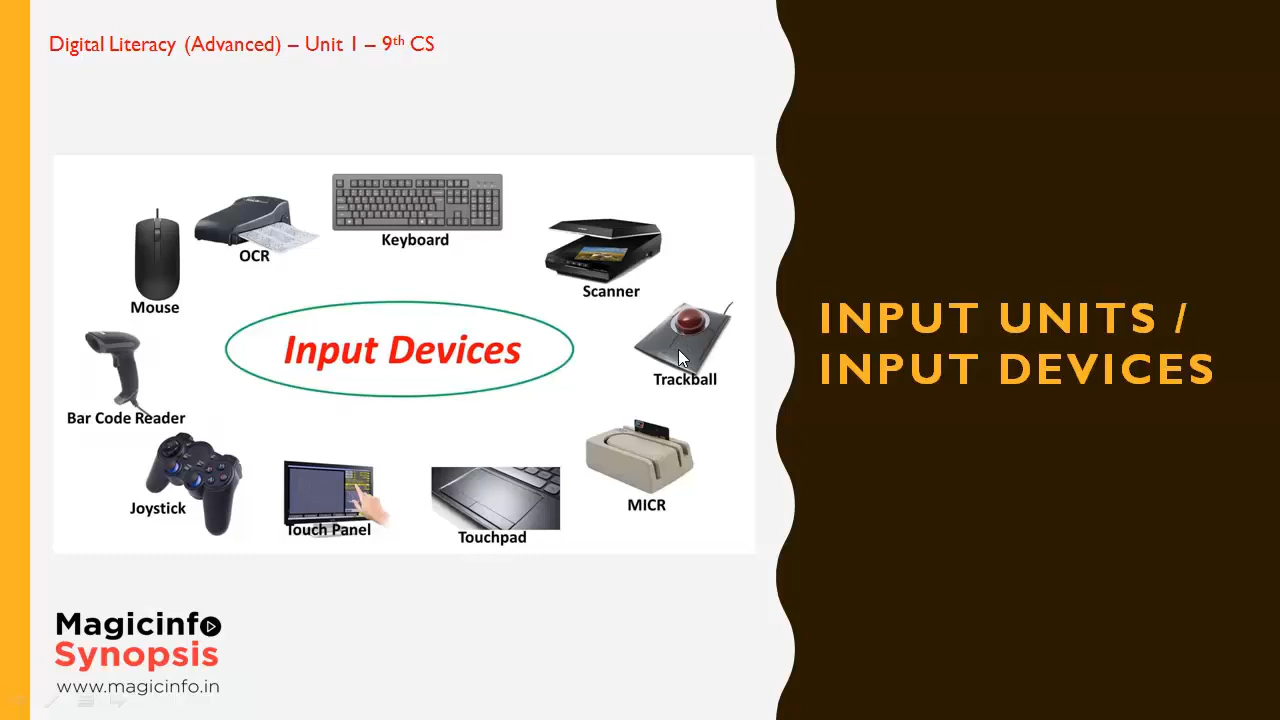 Digital Literacy (Advanced) – Unit 1 – 9th CS
Keyboard
OCR
Scanner
Mouse
Input Devices
Trackball
Bar Code Reader
Joystick
MICR
Touch Panel
Touchpad
INPUT UNITS /
INPUT DEVICES
Magicinfo
Synopsis
www.magicinfo.in